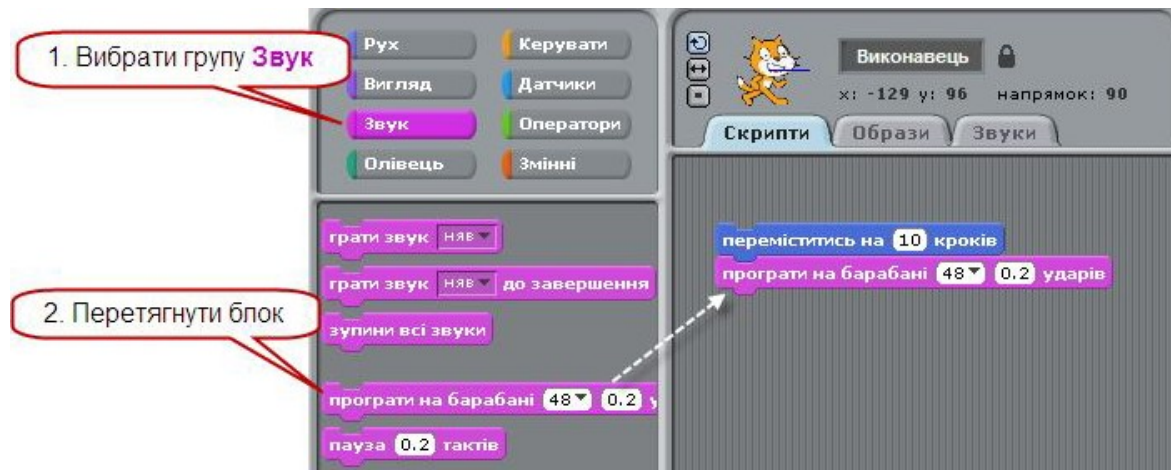 1. Вибрати групу Звук
2. Перетягнути блок
Рух
Керувати
Вигляд
Датчики
Звук
Оператори
Олівець
Змінні
грати звук няв
грати звук няв до завершення
зупини всі звуки
програти на барабані 48 0.2 у
пауза 0.2 тактів
Виконавець
x: -129 y: 96 напрямок: 90
Скрипти Образи Звуки
переміститись на 10 кроків
програти на барабані 48 0.2 ударів